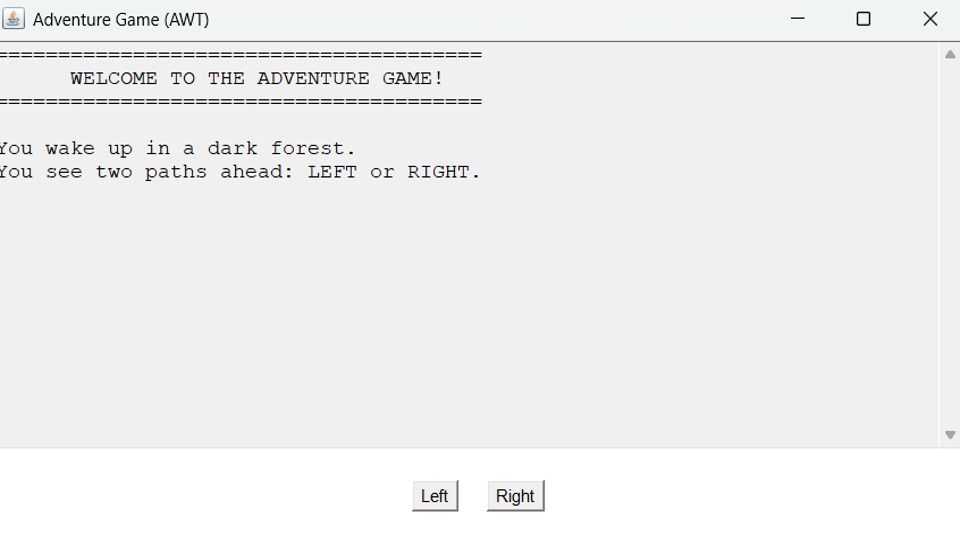 Adventure Game (AWT)
=======================================
WELCOME TO THE ADVENTURE GAME!
=======================================
You wake up in a dark forest.
You see two paths ahead: LEFT or RIGHT.
Left Right